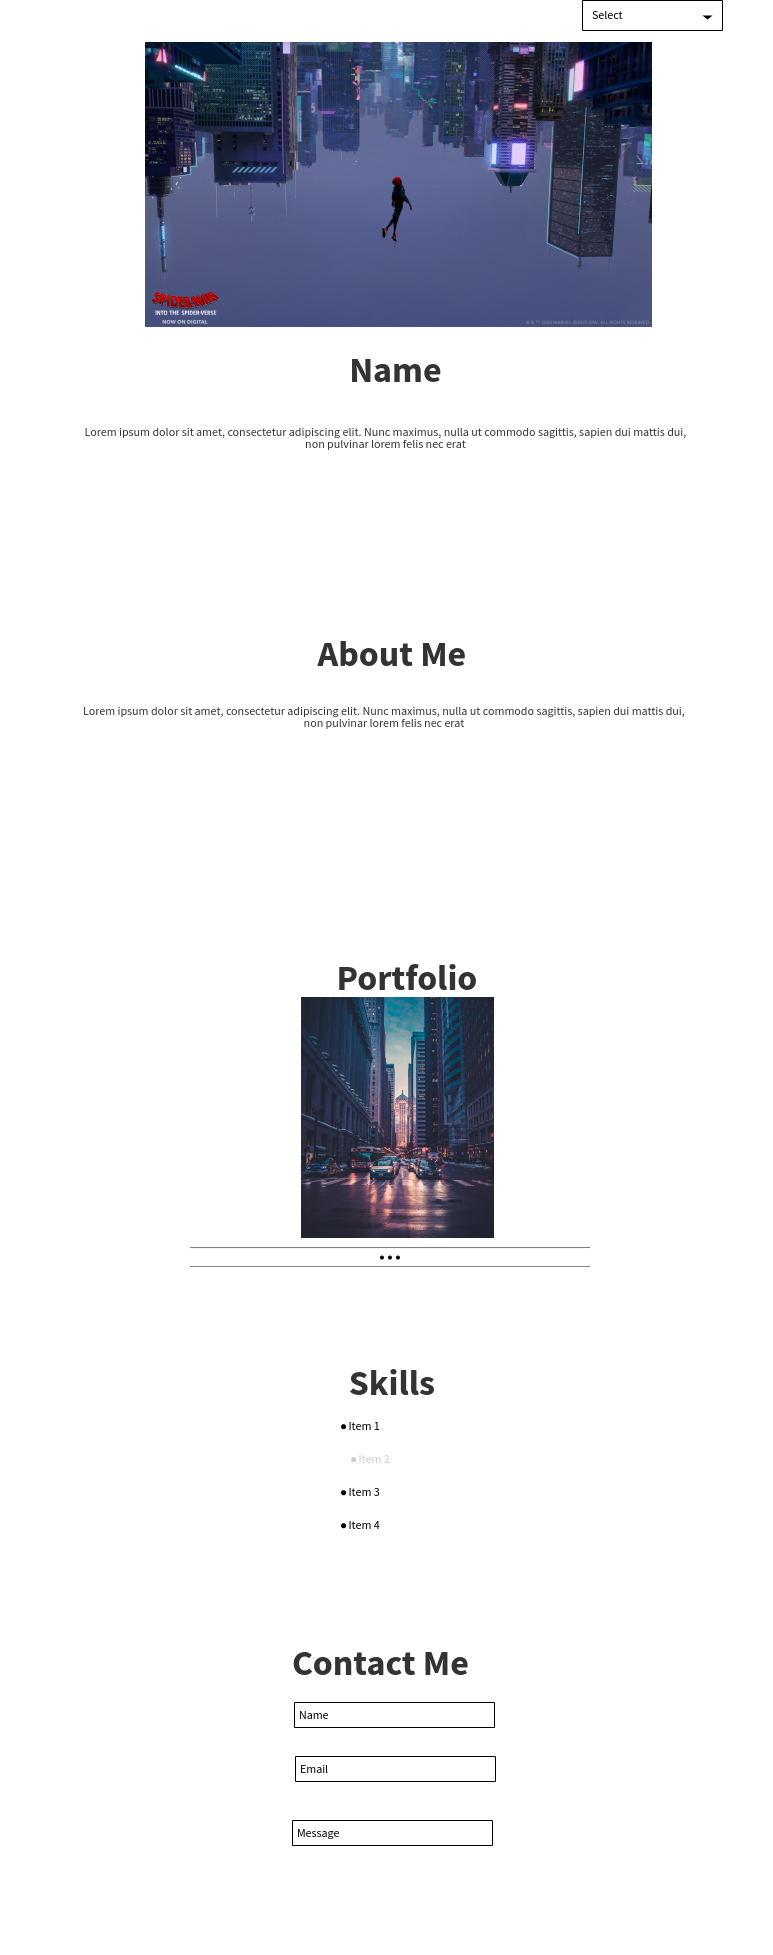 Select
SPIDER-MAN
INTO THE SPIDER-VERSE
NOW ON DIGITAL
Name
Lorem ipsum dolor sit amet, consectetur adipiscing elit. Nunc maximus, nulla ut commodo sagittis, sapien dui mattis dui,
non pulvinar lorem felis nec erat
About Me
Lorem ipsum dolor sit amet, consectetur adipiscing elit. Nunc maximus, nulla ut commodo sagittis, sapien dui mattis dui,
non pulvinar lorem felis nec erat
Portfolio
Skills
Item 1
Item 2
Item 3
Item 4
Contact Me
Name
Email
Message